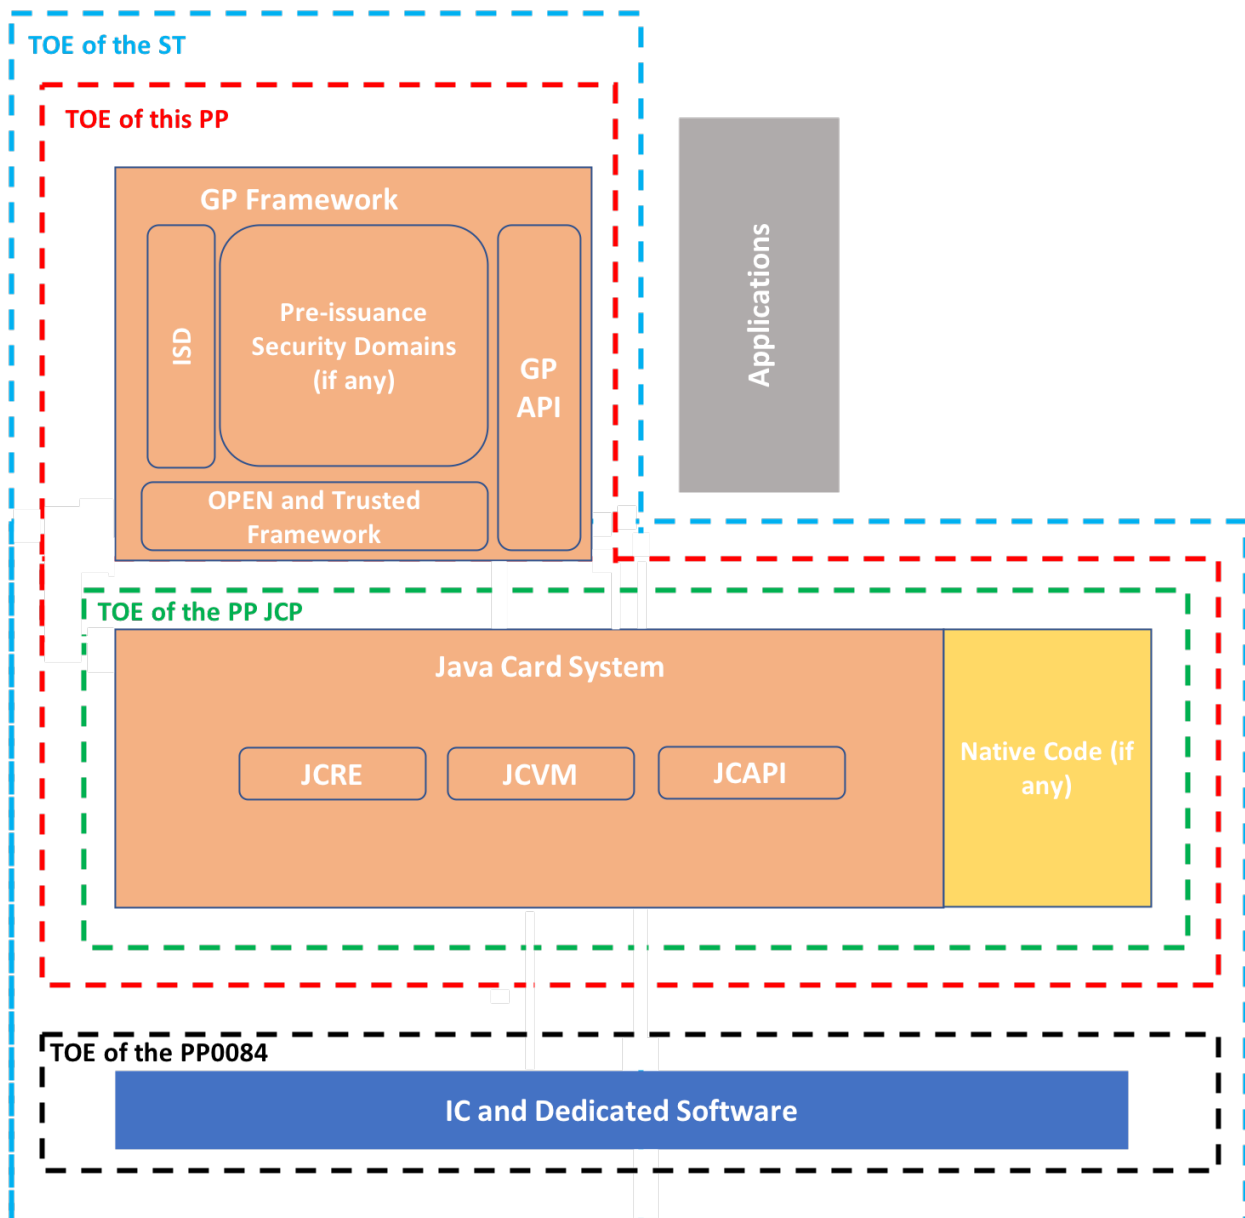 TOE of the ST
TOE of this PP
GP Framework
ISD
Pre-issuance
Security Domains
(if any)
GP
API
OPEN and Trusted
Framework
Applications
TOE of the PP JCP
Java Card System
JCRE
JCVM
JCAPI
Native Code (if
any)
TOE of the PP0084
IC and Dedicated Software